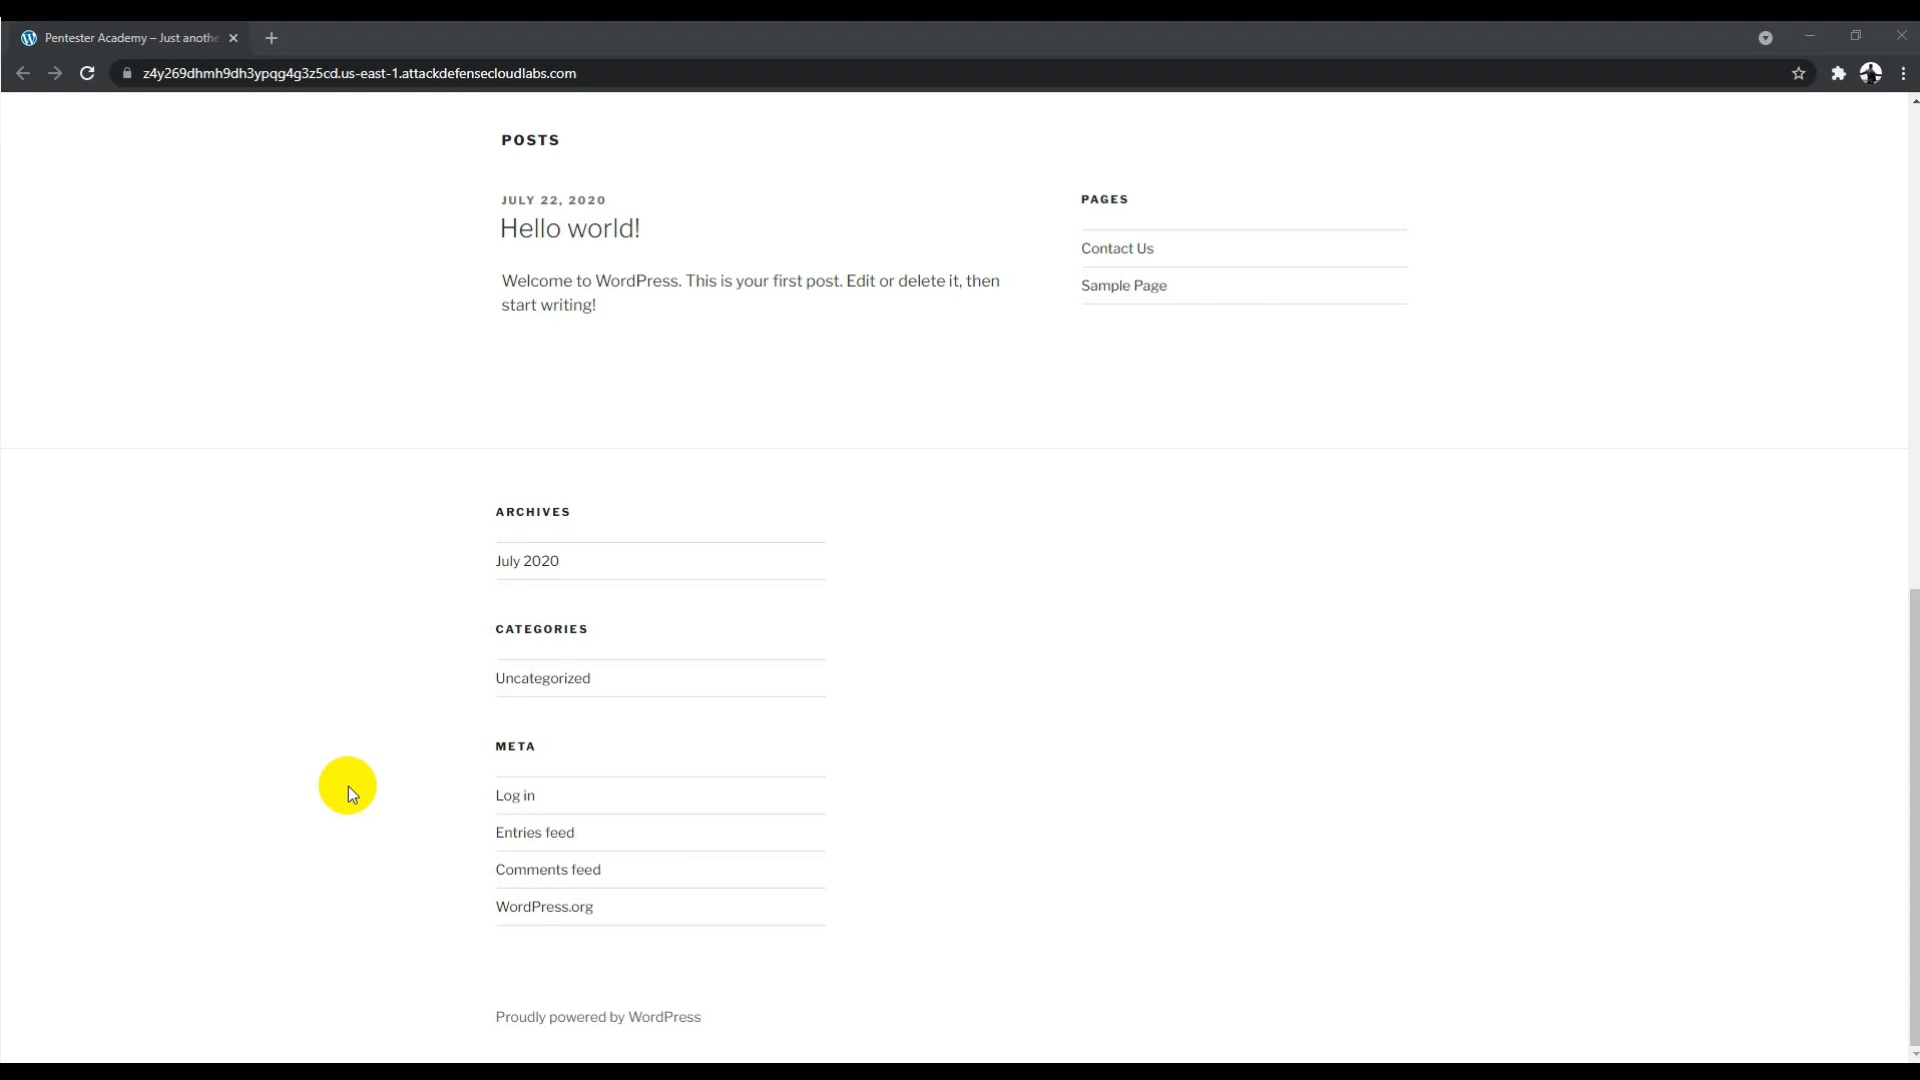 Pentester Academy – Just anothe
z4y269dhmh9dh3ypqg4g3z5cd.us-east-1.attackdefensecloudlabs.com
POSTS
JULY 22, 2020
Hello world!
Welcome to WordPress. This is your first post. Edit or delete it, then
start writing!
PAGES
Contact Us
Sample Page
ARCHIVES
July 2020
CATEGORIES
Uncategorized
META
Log in
Entries feed
Comments feed
WordPress.org
Proudly powered by WordPress